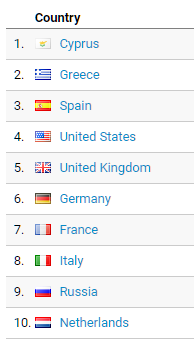 Country
1. Cyprus
2. Greece
3. Spain
4. United States
5. United Kingdom
6. Germany
7. France
8. Italy
9. Russia
10. Netherlands